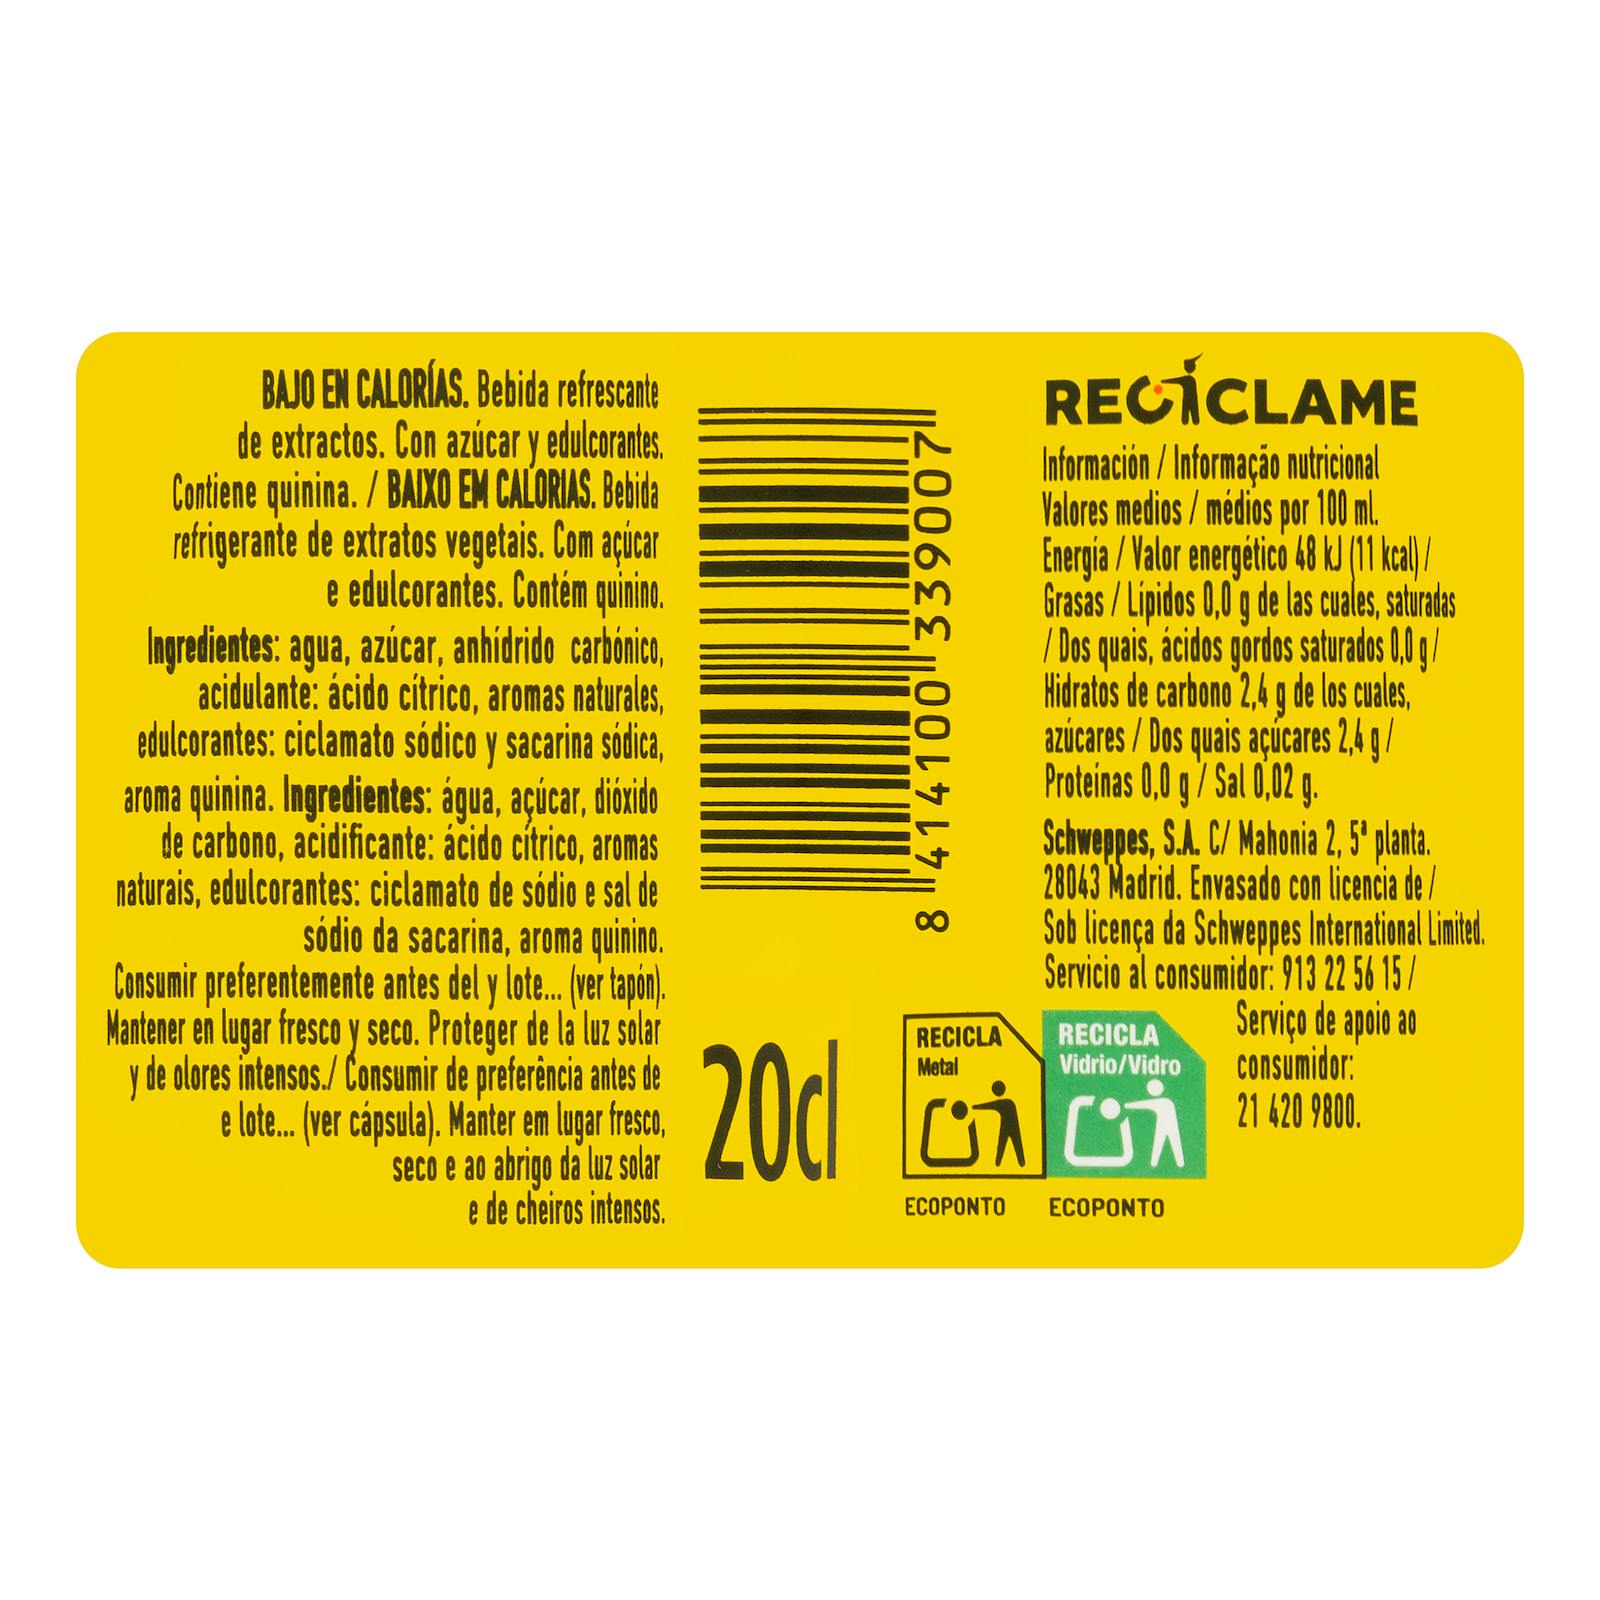 BAJO EN CALORÍAS. Bebida refrescante
de extractos. Con azúcar y edulcorantes.
Contiene quinina. / BAIXO EM CALORIAS. Bebida
refrigerante de extratos vegetais. Com açúcar
e edulcorantes. Contém quinino.
Ingredientes: agua, azúcar, anhídrido carbónico,
acidulante: ácido cítrico, aromas naturales,
edulcorantes: ciclamato sódico y sacarina sódica,
aroma quinina. Ingredientes: água, açúcar, dióxido
de carbono, acidificante: ácido cítrico, aromas
naturais, edulcorantes: ciclamato de sódio e sal de
sódio da sacarina, aroma quinino.
Consumir preferentemente antes del y lote... (ver tapón).
Mantener en lugar fresco y seco. Proteger de la luz solar
y de olores intensos./ Consumir de preferência antes de
e lote... (ver cápsula). Manter em lugar fresco,
seco e ao abrigo da luz solar
e de cheiros intensos.
8 414100 339007
20cl
RECICLAME
Información / Informação nutricional
Valores medios / médios por 100 ml.
Energía / Valor energético 48 kJ (11 kcal) /
Grasas / Lípidos 0,0 g de las cuales, saturadas
/ Dos quais, ácidos gordos saturados 0,0 g /
Hidratos de carbono 2,4 g de los cuales,
azúcares / Dos quais açúcares 2,4 g /
Proteínas 0,0 g / Sal 0,02 g.
Schweppes, S.A. C/ Mahonia 2, 5ª planta.
28043 Madrid. Envasado con licencia de /
Sob licença da Schweppes International Limited.
Servicio al consumidor: 913 22 56 15 /
Serviço de apoio ao
consumidor:
21 420 9800.
RECICLA
Metal
ECOPONTO
RECICLA
Vidrio/Vidro
ECOPONTO